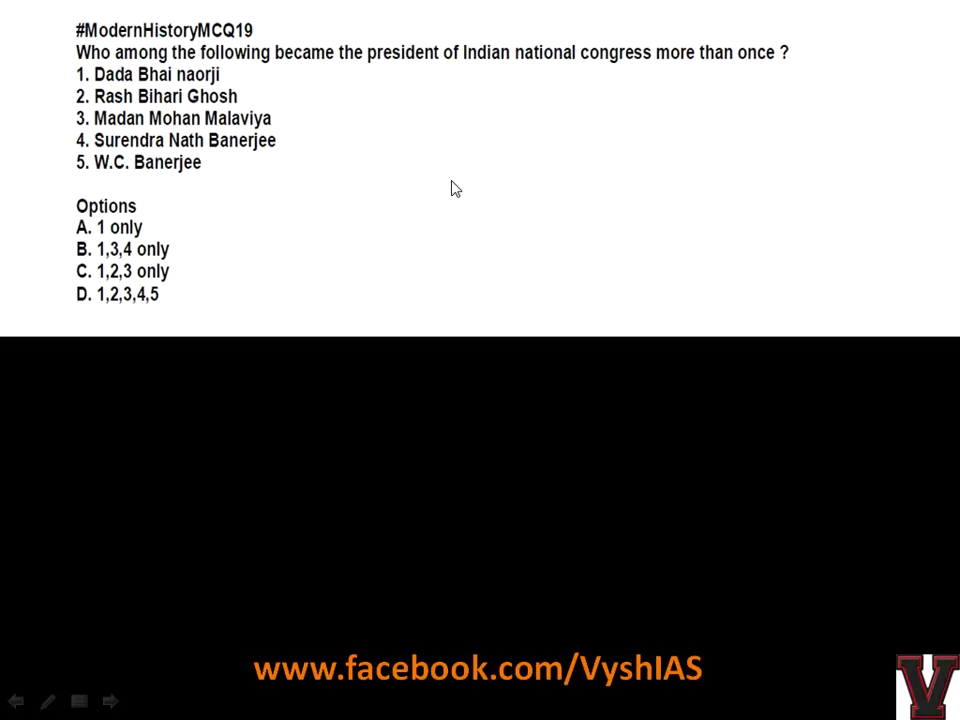 #ModernHistoryMCQ19
Who among the following became the president of Indian national congress more than once ?
1. Dada Bhai naorji
2. Rash Bihari Ghosh
3. Madan Mohan Malaviya
4. Surendra Nath Banerjee
5. W.C. Banerjee
Options
A. 1 only
B. 1,3,4 only
C. 1,2,3 only
D. 1,2,3,4,5
www.facebook.com/VyshIAS
V